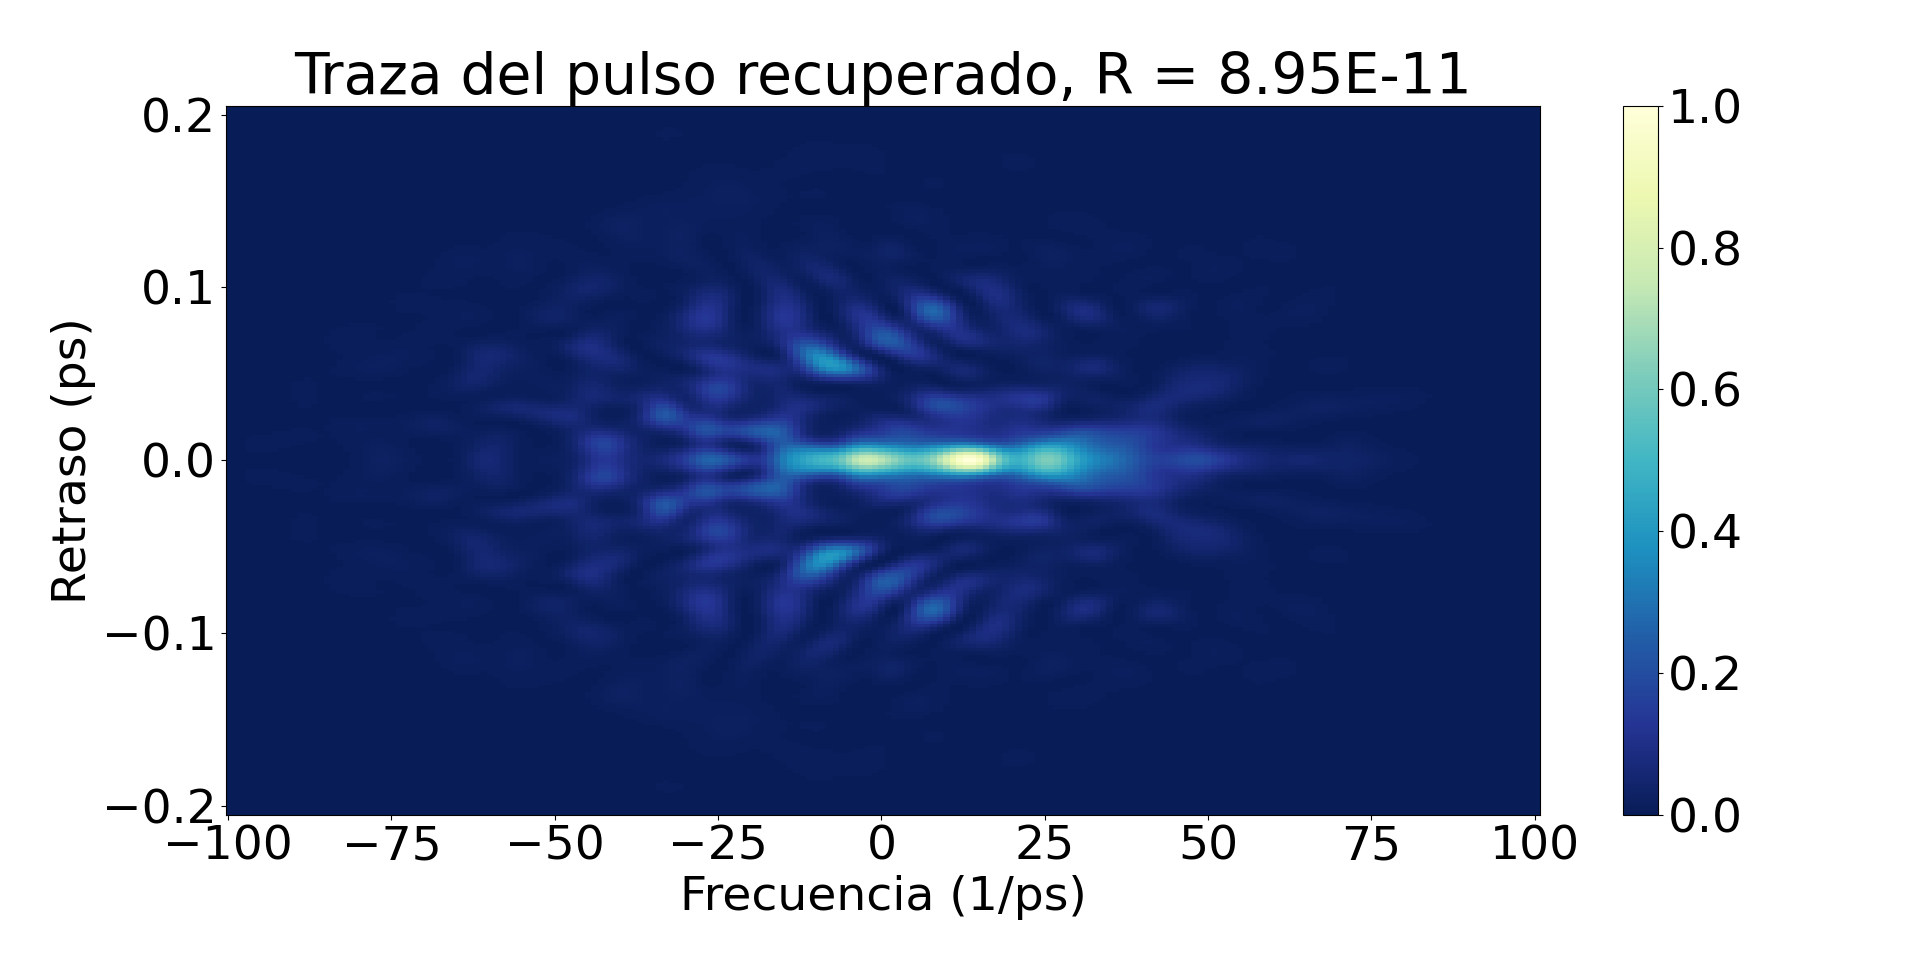 Traza del pulso recuperado, R = 8.95E-11
0.2
0.1
0.0
−0.1
−0.2
Retraso (ps)
−100 −75 −50 −25 0 25 50 75 100
Frecuencia (1/ps)
1.0
0.8
0.6
0.4
0.2
0.0